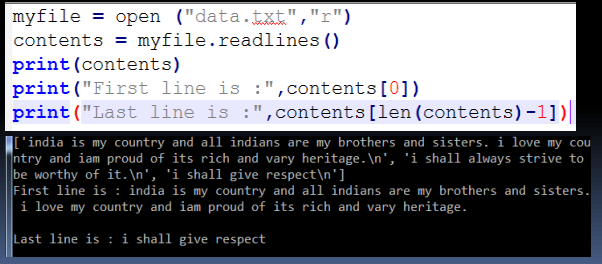 myfile = open ("data.txt","r")
contents = myfile.readlines()
print(contents)
print("First line is :",contents[0])
print("Last line is :",contents[len(contents)-1])
['india is my country and all indians are my brothers and sisters. i love my cou
ntry and iam proud of its rich and vary heritage.\n', 'i shall always strive to
be worthy of it.\n', 'i shall give respect\n']
First line is : india is my country and all indians are my brothers and sisters.
 i love my country and iam proud of its rich and vary heritage.

Last line is : i shall give respect